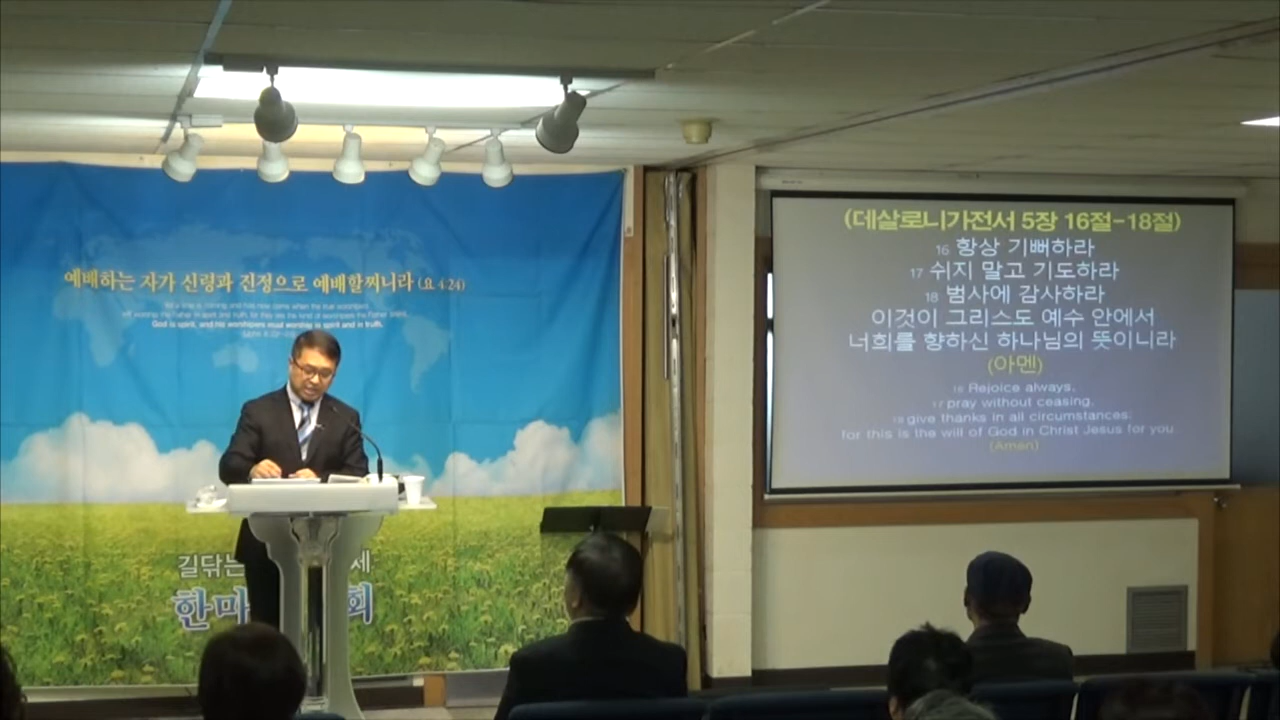 예배하는 자가 신령과 진정으로 예배할찌니라 (요 4:24)
God is spirit, and his worshipers must worship in spirit and in truth.
길닦는
세
한마
회
(데살로니가전서 5장 16절-18절)
16 항상 기뻐하라
17 쉬지 말고 기도하라
18 범사에 감사하라
이것이 그리스도 예수 안에서
너희를 향하신 하나님의 뜻이니라
(아멘)
16 Rejoice always,
17 pray without ceasing,
18 give thanks in all circumstances;
for this is the will of God in Christ Jesus for you
(Amen)